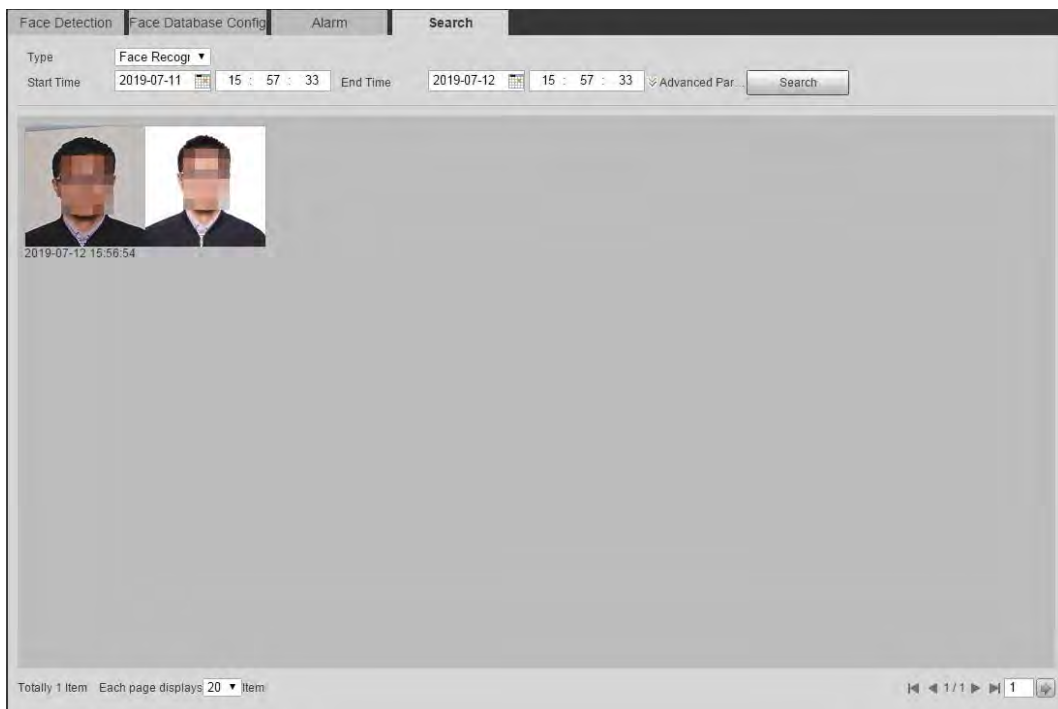 Face Detection Face Database Config Alarm Search
Type Face Recogr
Start Time 2019-07-11 15 : 57 : 33 End Time 2019-07-12 15 : 57 : 33 Advanced Par... Search
2019-07-12 15:56:54
Totally 1 Item Each page displays 20 Item 1 / 1 1